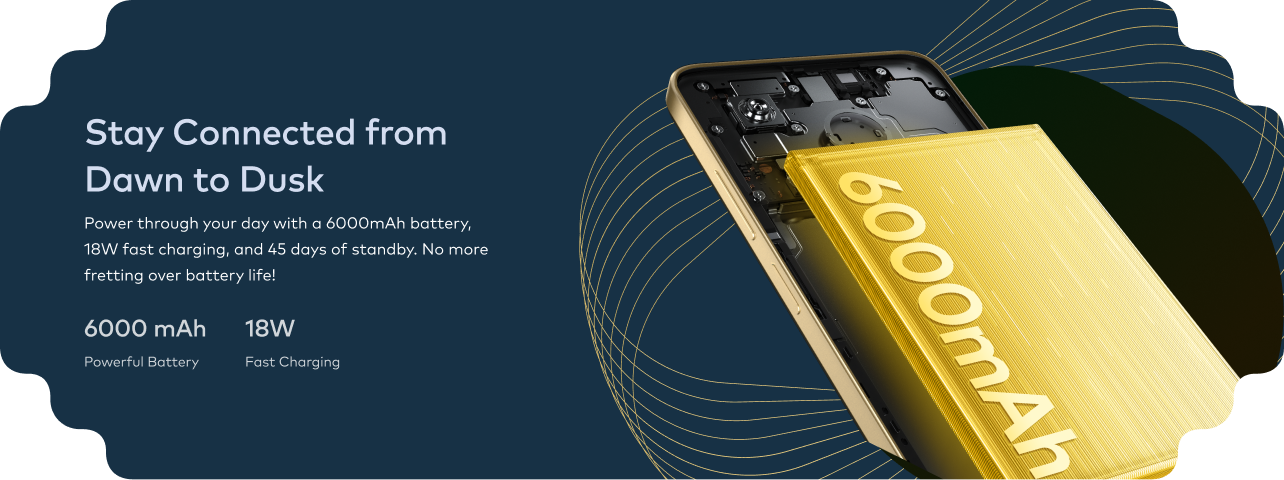 Stay Connected from
Dawn to Dusk
Power through your day with a 6000mAh battery,
18W fast charging, and 45 days of standby. No more
fretting over battery life!
6000 mAh 18W
Powerful Battery Fast Charging
6000mAh